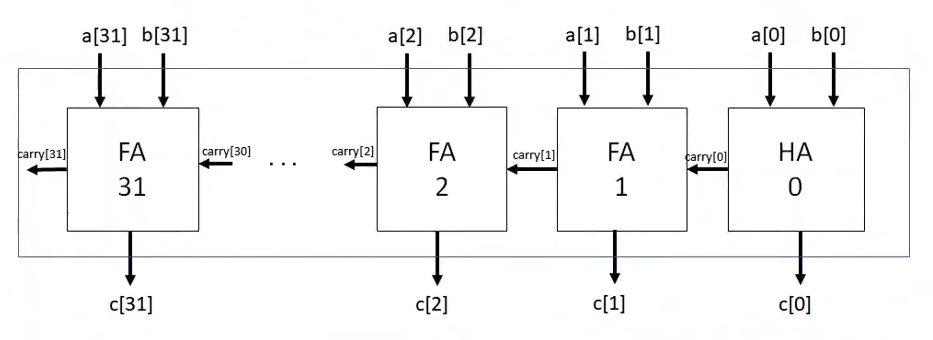 a[31] b[31] a[2] b[2] a[1] b[1] a[0] b[0]
carry[31] FA 31 carry[30] . . . carry[2] FA 2 carry[1] FA 1 carry[0] HA 0
c[31] c[2] c[1] c[0]